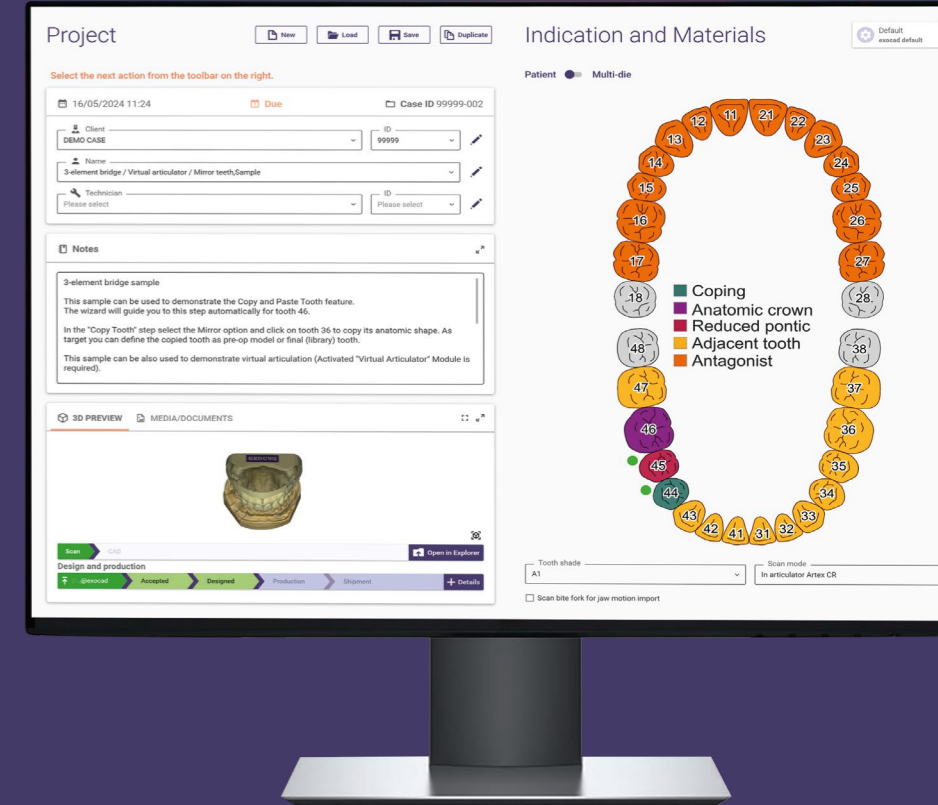 Project
New
Load
Save
Duplicate
Select the next action from the toolbar on the right.
16/05/2024 11:24
Due
Case ID 99999-002
Client
DEMO CASE
ID
99999
Name
3-element bridge / Virtual articulator / Mirror teeth,Sample
Technician
Please select
ID
Please select
Notes
3-element bridge sample
This sample can be used to demonstrate the Copy and Paste Tooth feature.
The wizard will guide you to this step automatically for tooth 46.
In the "Copy Tooth" step select the Mirror option and click on tooth 36 to copy its anatomic shape. As
target you can define the copied tooth as pre-op model or final (library) tooth.
This sample can be also used to demonstrate virtual articulation (Activated "Virtual Articulator" Module is
required).
3D PREVIEW
MEDIA/DOCUMENTS
Scan
CAD
Open in Explorer
Design and production
@exocad
Accepted
Designed
Production
Shipment
+ Details
Indication and Materials
Default
exocad default
Patient
Multi-die
11
21
12
22
13
23
14
24
15
25
16
26
17
27
18
28
Coping
Anatomic crown
Reduced pontic
Adjacent tooth
Antagonist
48
38
47
37
46
36
45
35
44
34
43
33
42
41
31
32
Tooth shade
A1
Scan mode
In articulator Artex CR
Scan bite fork for jaw motion import